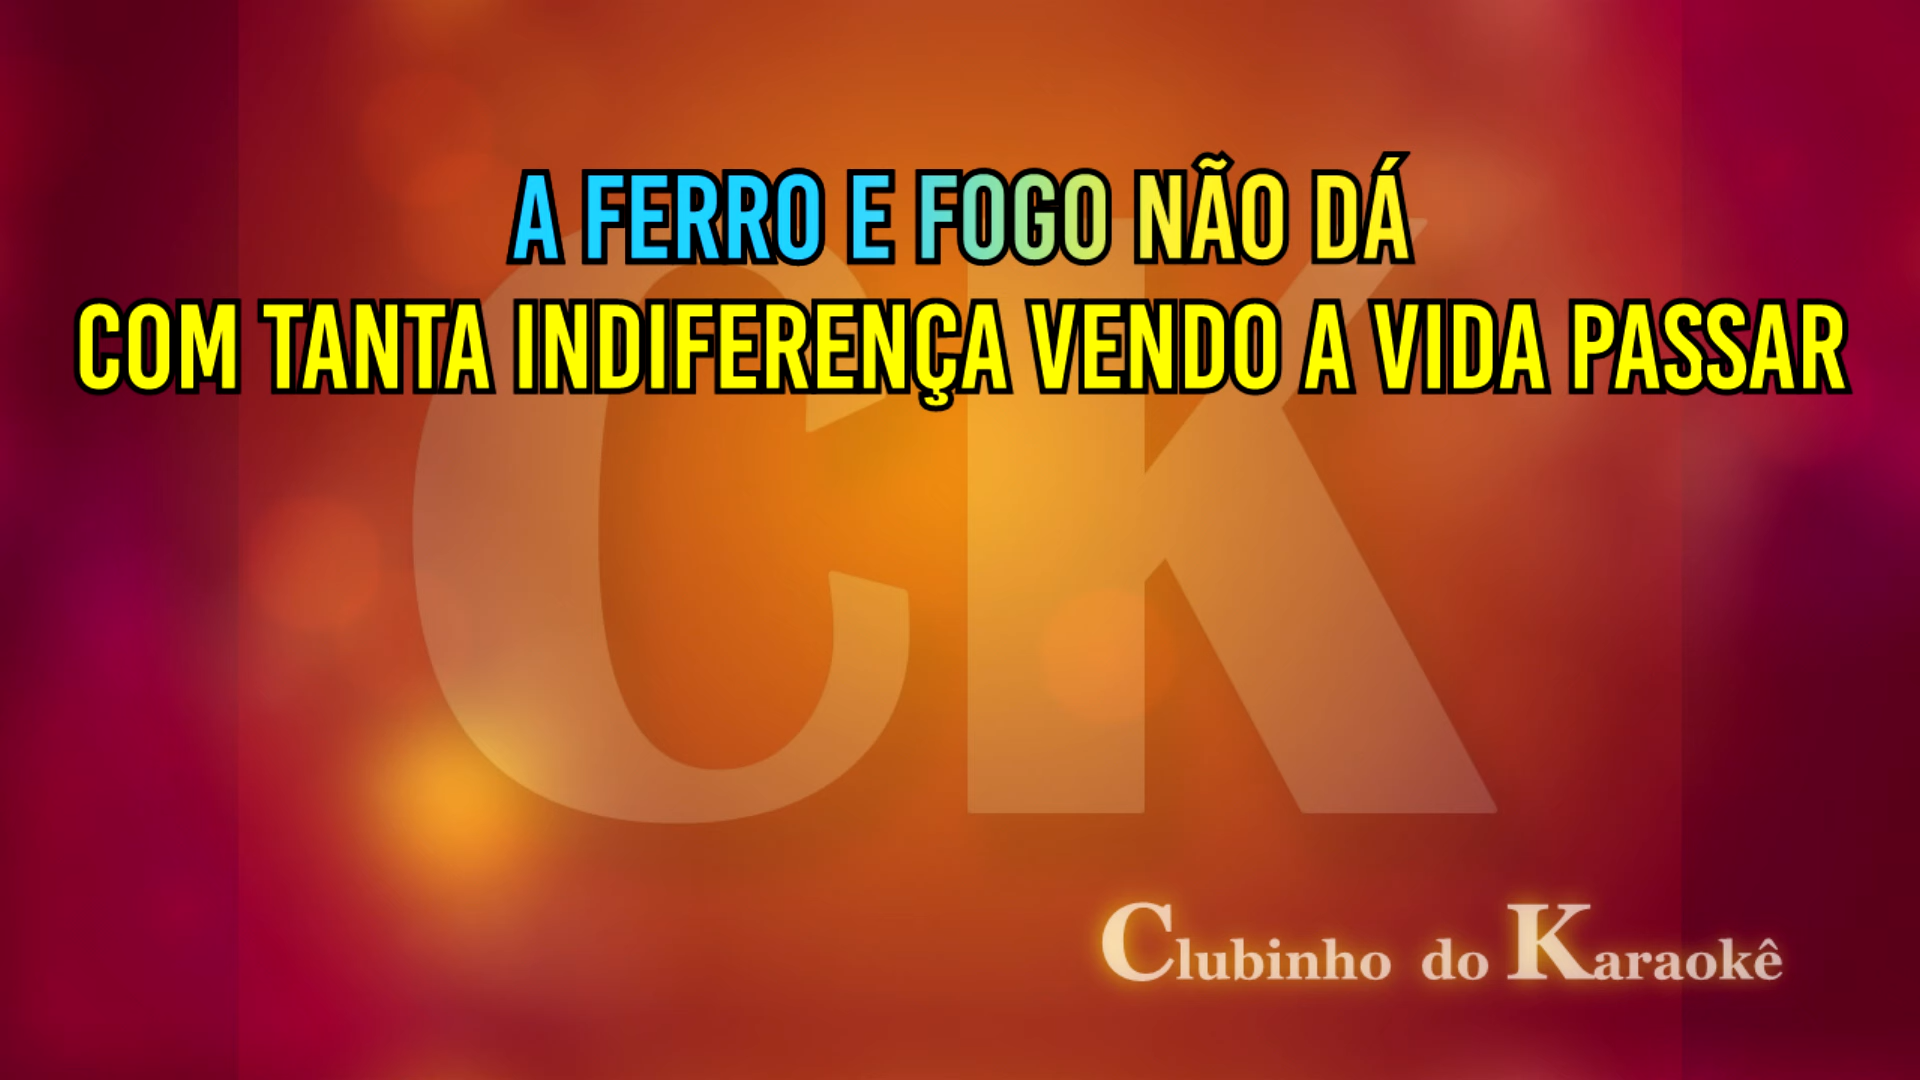 A FERRO E FOGO NÃO DÁ
COM TANTA INDIFERENÇA VENDO A VIDA PASSAR
CK
Clubinho do Karaokê